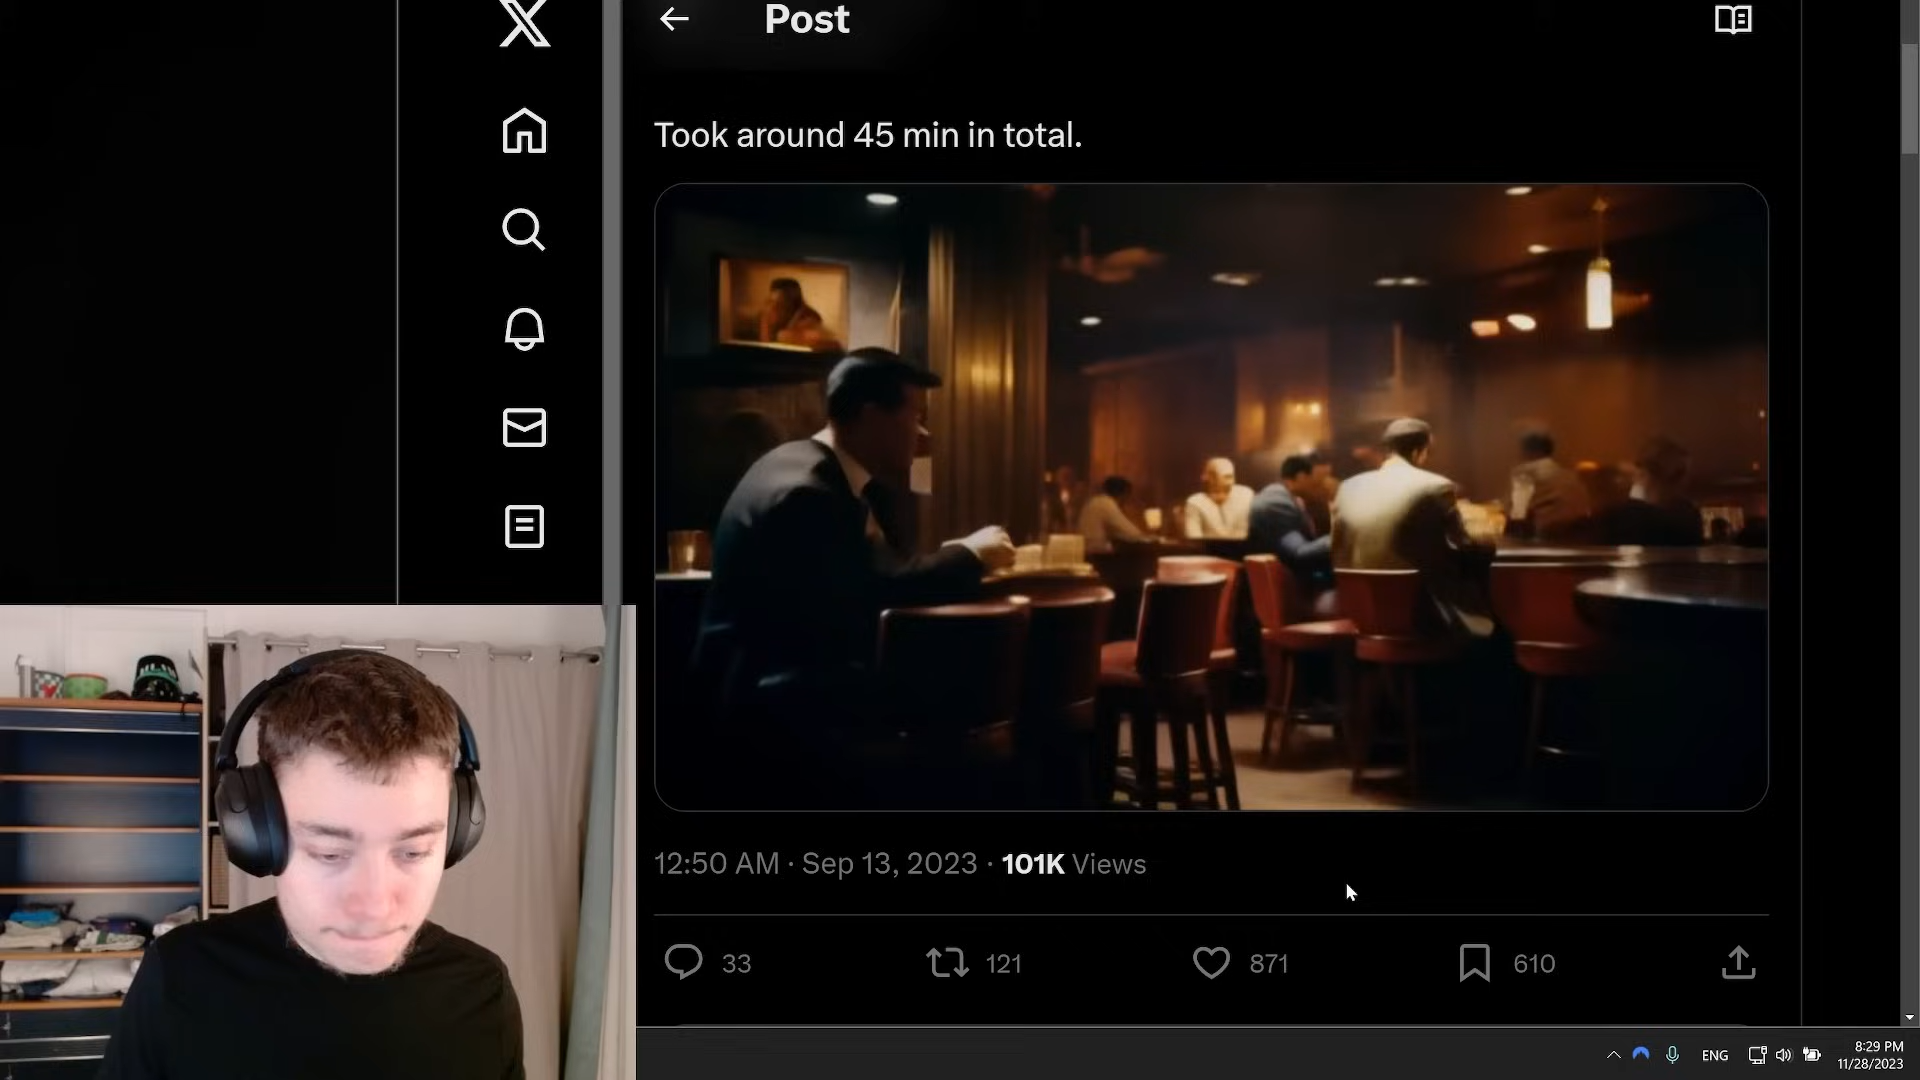 Post
Took around 45 min in total.
12:50 AM · Sep 13, 2023 · 101K Views
33 121 871 610
ENG
8:29 PM
11/28/2023